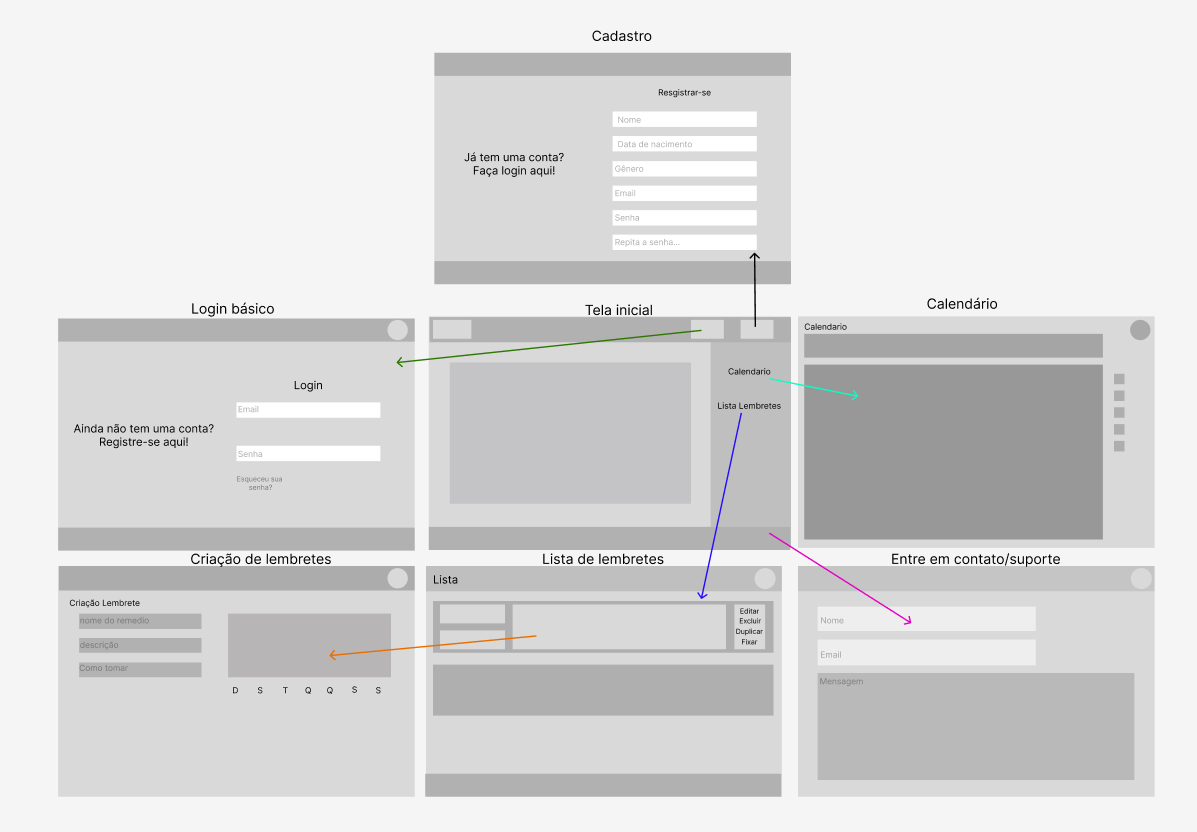 Cadastro
Resgistrar-se
Nome
Data de nacimento
Já tem uma conta?
Faça login aqui!
Gênero
Email
Senha
Repita a senha...
Login básico
Login
Email
Ainda não tem uma conta?
Registre-se aqui!
Senha
Esqueceu sua
senha?
Tela inicial
Calendario
Lista Lembretes
Calendário
Calendario
Criação de lembretes
Criação Lembrete
nome do remedio
descrição
Como tomar
D S T Q Q S S
Lista de lembretes
Lista
Editar
Excluir
Duplicar
Fixar
Entre em contato/suporte
Nome
Email
Mensagem